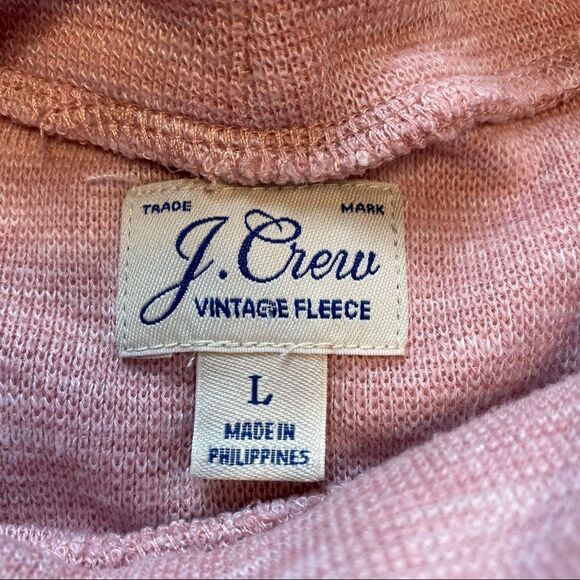 TRADE MARK
J. Crew
VINTAGE FLEECE
L
MADE IN
PHILIPPINES